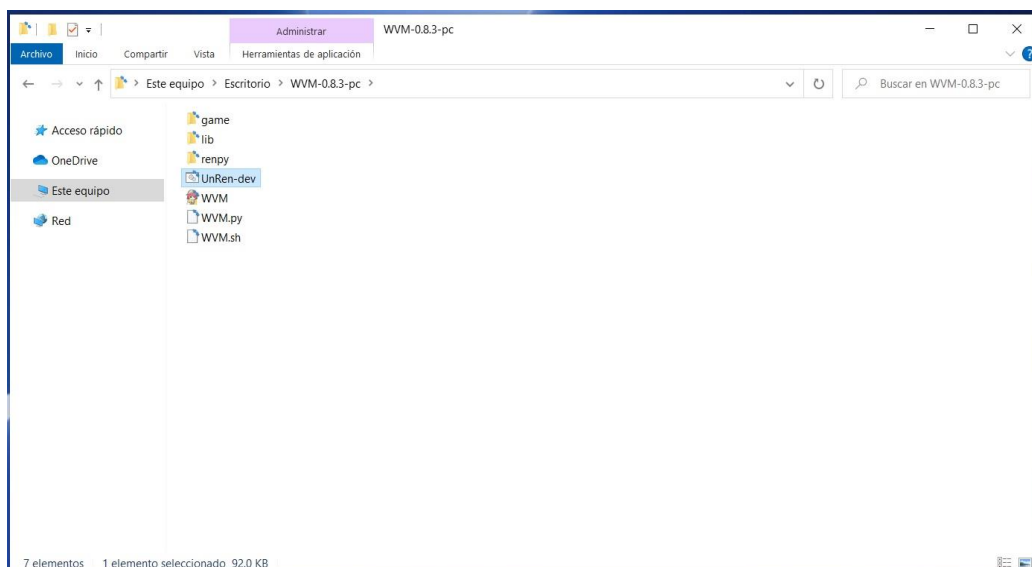 Administrar
WVM-0.8.3-pc
Archivo Inicio Compartir Vista Herramientas de aplicación
Este equipo > Escritorio > WVM-0.8.3-pc >
Buscar en WVM-0.8.3-pc
Acceso rápido
OneDrive
Este equipo
Red
game
lib
renpy
UnRen-dev
WVM
WVM.py
WVM.sh
7 elementos 1 elemento seleccionado 92.0 KB